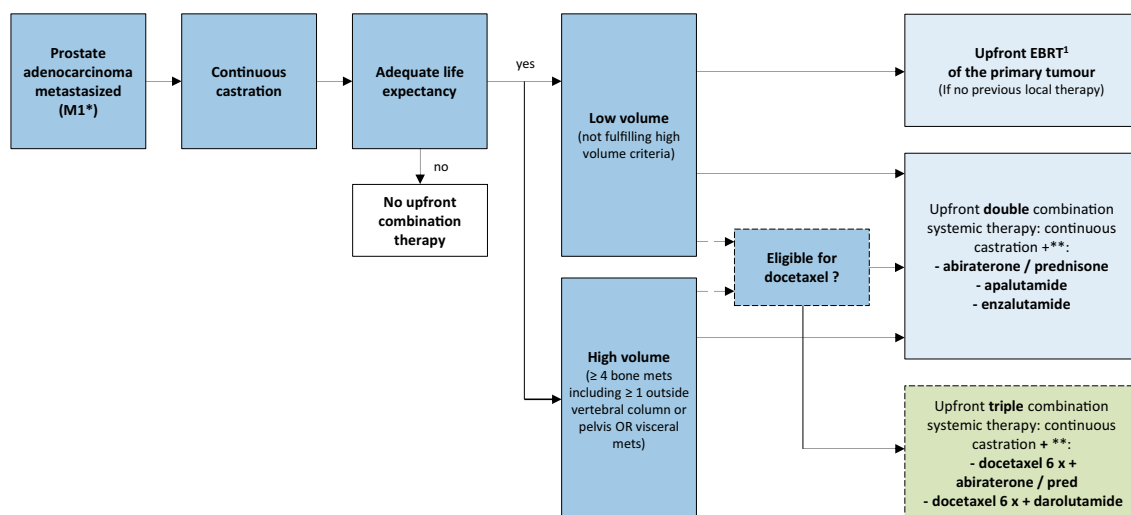 Prostate
adenocarcinoma
metastasized
(M1*)
Continuous
castration
Adequate life
expectancy
yes
no
No upfront
combination
therapy
Low volume
(not fulfilling high
volume criteria)
High volume
(≥ 4 bone mets
including ≥ 1 outside
vertebral column or
pelvis OR visceral
mets)
Eligible for
docetaxel ?
Upfront EBRT¹
of the primary tumour
(If no previous local therapy)
Upfront double combination
systemic therapy: continuous
castration +**:
- abiraterone / prednisone
- apalutamide
- enzalutamide
Upfront triple combination
systemic therapy: continuous
castration + **:
- docetaxel 6 x +
abiraterone / pred
- docetaxel 6 x + darolutamide